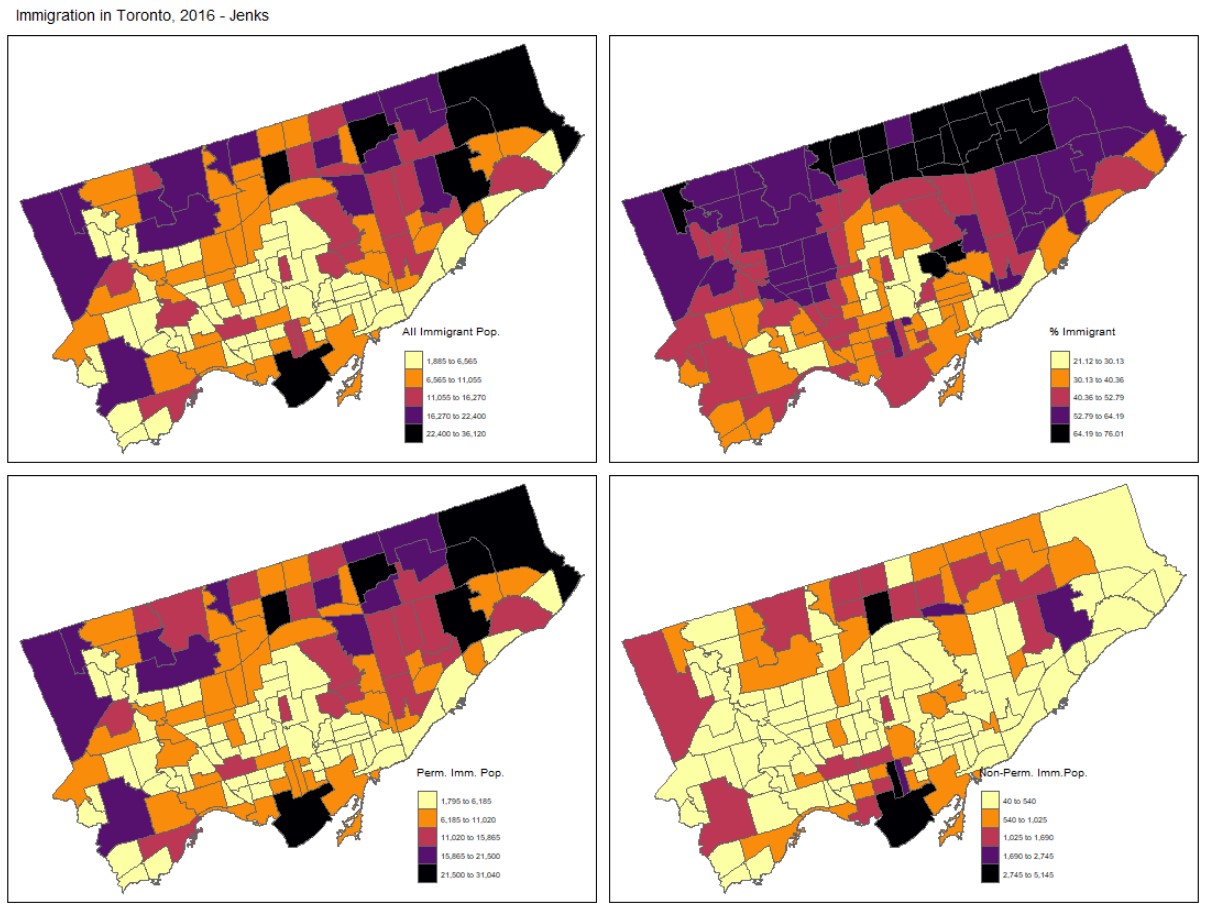 Immigration in Toronto, 2016 - Jenks
All Immigrant Pop.
1,885 to 6,565
6,565 to 11,055
11,055 to 16,270
16,270 to 22,400
22,400 to 36,120
% Immigrant
21.12 to 30.13
30.13 to 40.36
40.36 to 52.79
52.79 to 64.19
64.19 to 76.01
Perm. Imm. Pop.
1,795 to 6,185
6,185 to 11,020
11,020 to 15,865
15,865 to 21,500
21,500 to 31,040
Non-Perm. Imm.Pop.
40 to 540
540 to 1,025
1,025 to 1,690
1,690 to 2,745
2,745 to 5,145